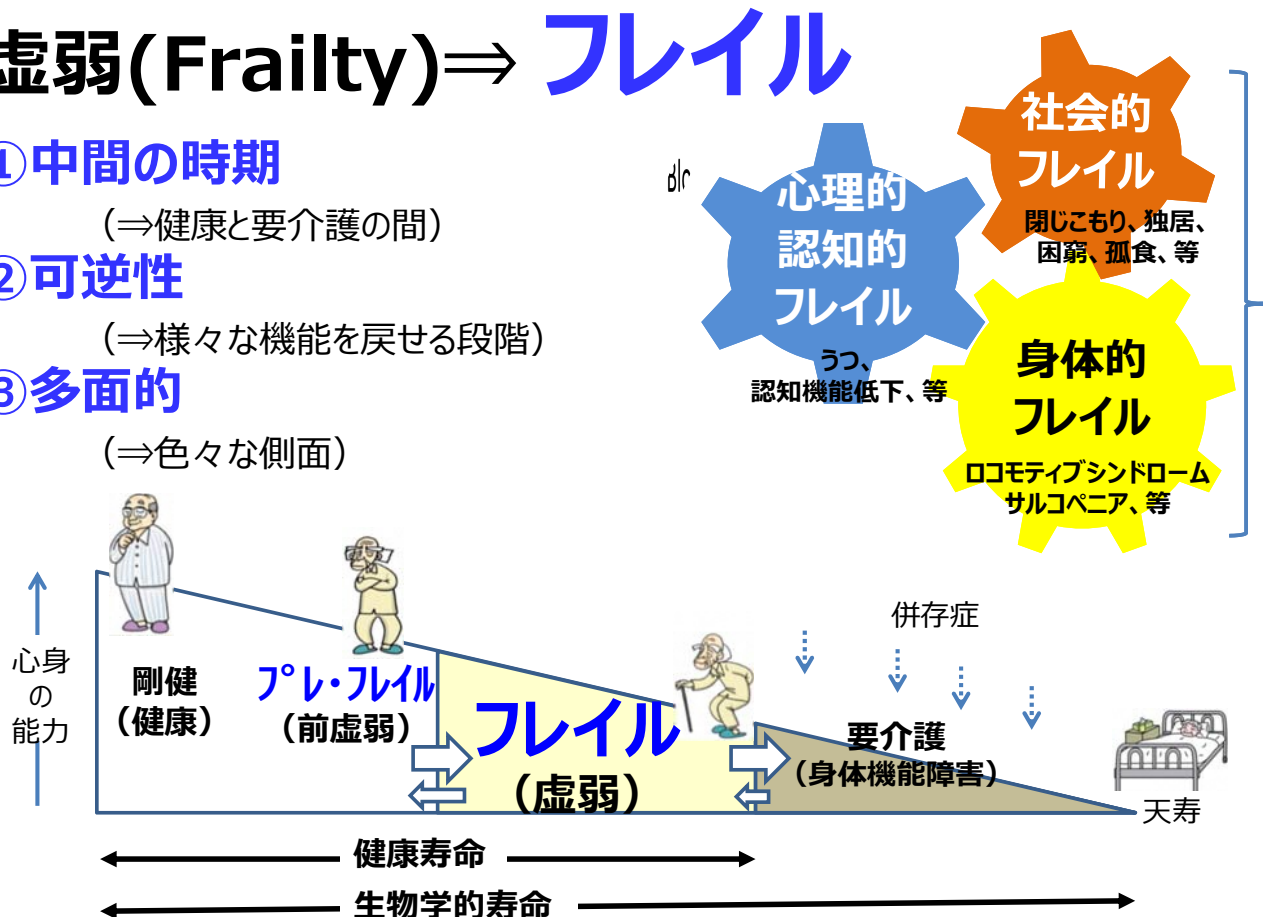 虚弱(Frailty)⇒ フレイル
①中間の時期
（⇒健康と要介護の間）
②可逆性
（⇒様々な機能を戻せる段階）
③多面的
（⇒色々な側面）
心理的
認知的
フレイル
うつ、
認知機能低下、等
社会的
フレイル
閉じこもり、独居、
困窮、孤食、等
身体的
フレイル
ロコモティブシンドローム
サルコペニア、等
心身
の
能力
剛健
（健康）
プレ・フレイル
（前虚弱）
フレイル
（虚弱）
併存症
要介護
（身体機能障害）
天寿
健康寿命
生物学的寿命